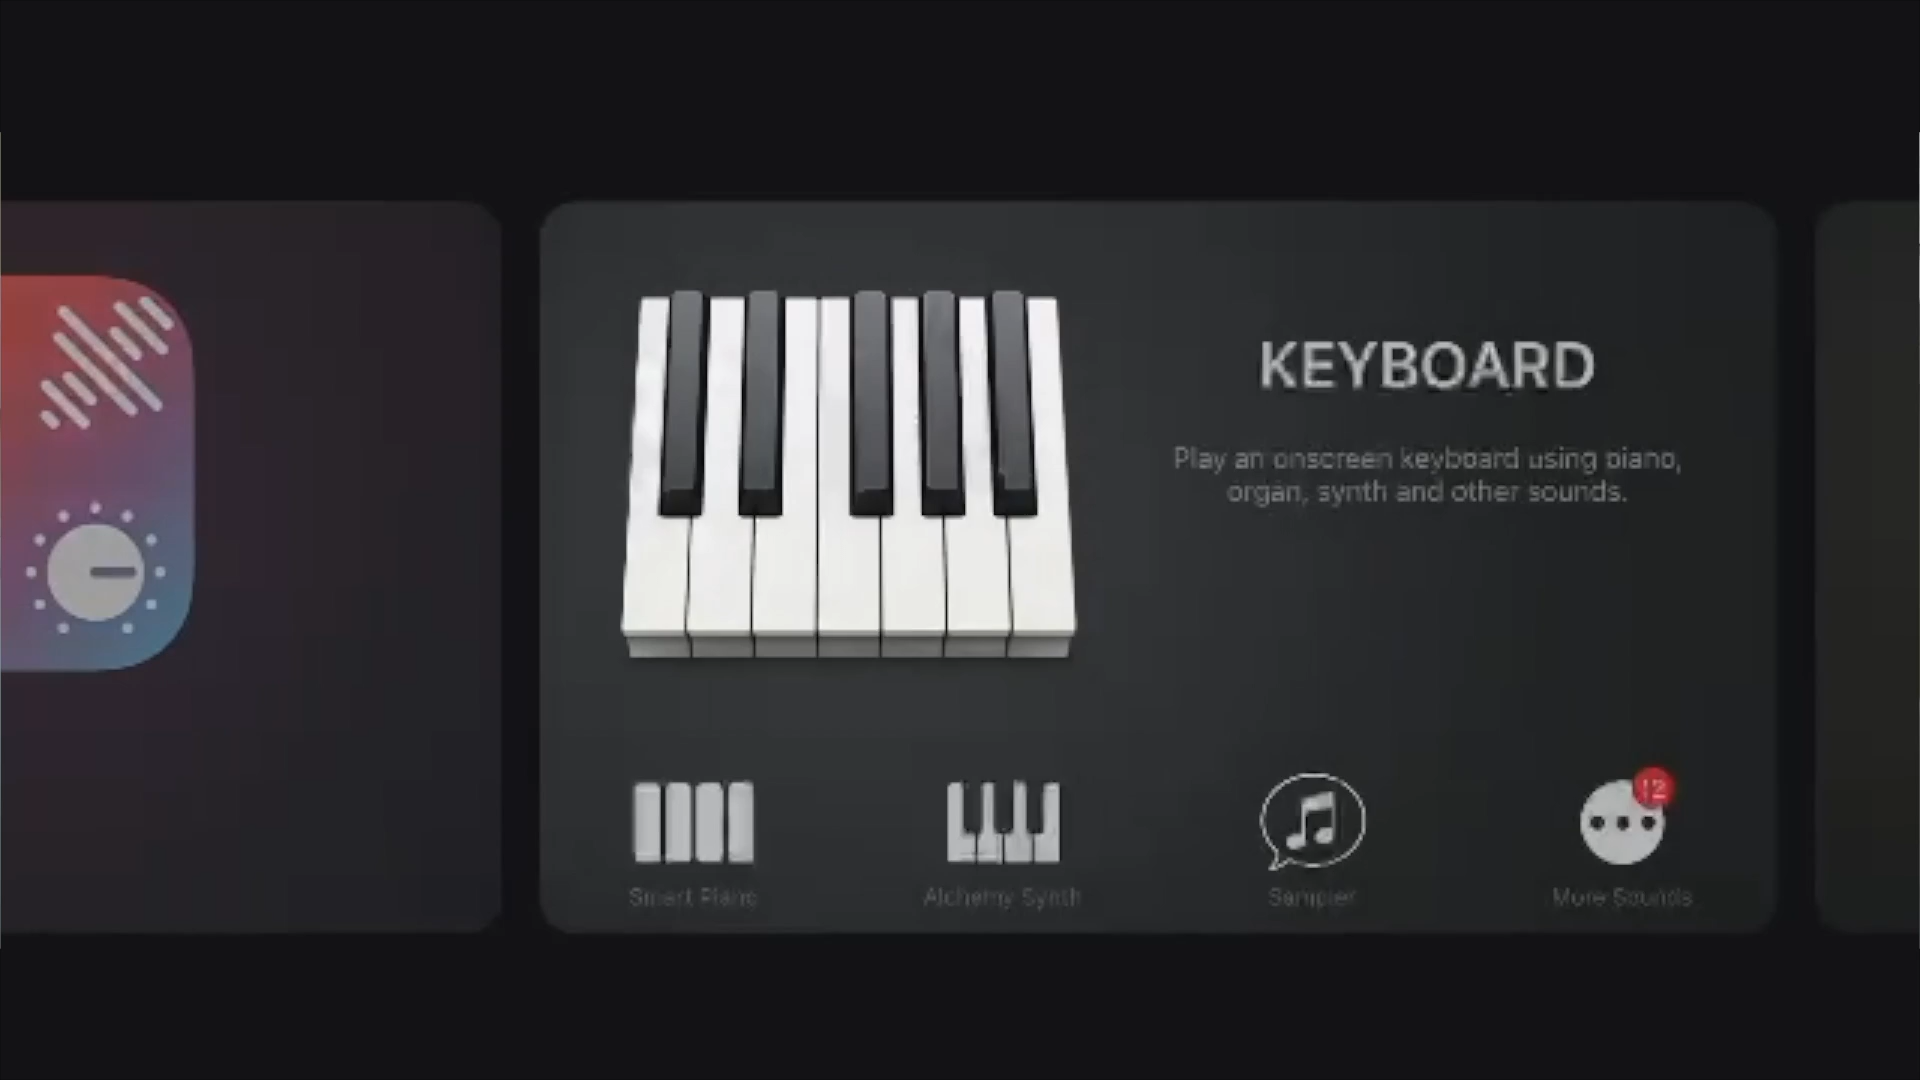 KEYBOARD
Play an onscreen keyboard using piano,
organ, synth and other sounds.
12
Smart Piano
Alchemy Synth
Sampler
More Sounds